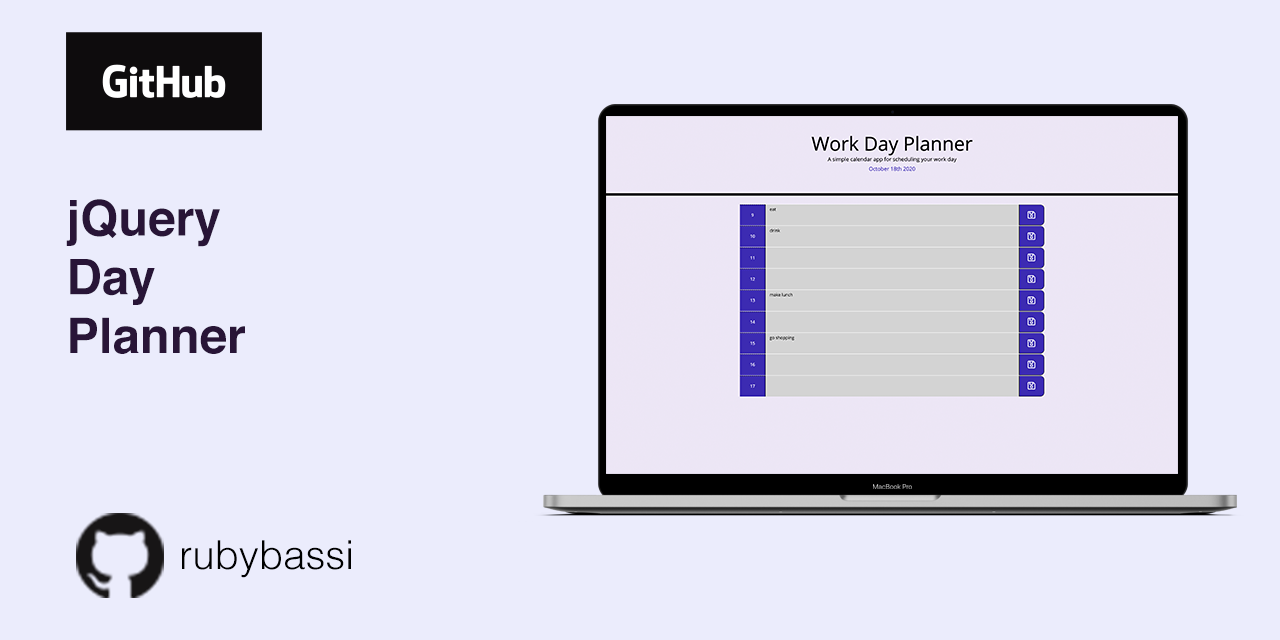 GitHub
jQuery
Day
Planner
rubybassi
Work Day Planner
A simple calendar app for scheduling your work day
October 18th 2020
9 eat
10 drink
11
12
13 make lunch
14
15 go shopping
16
17
MacBook Pro